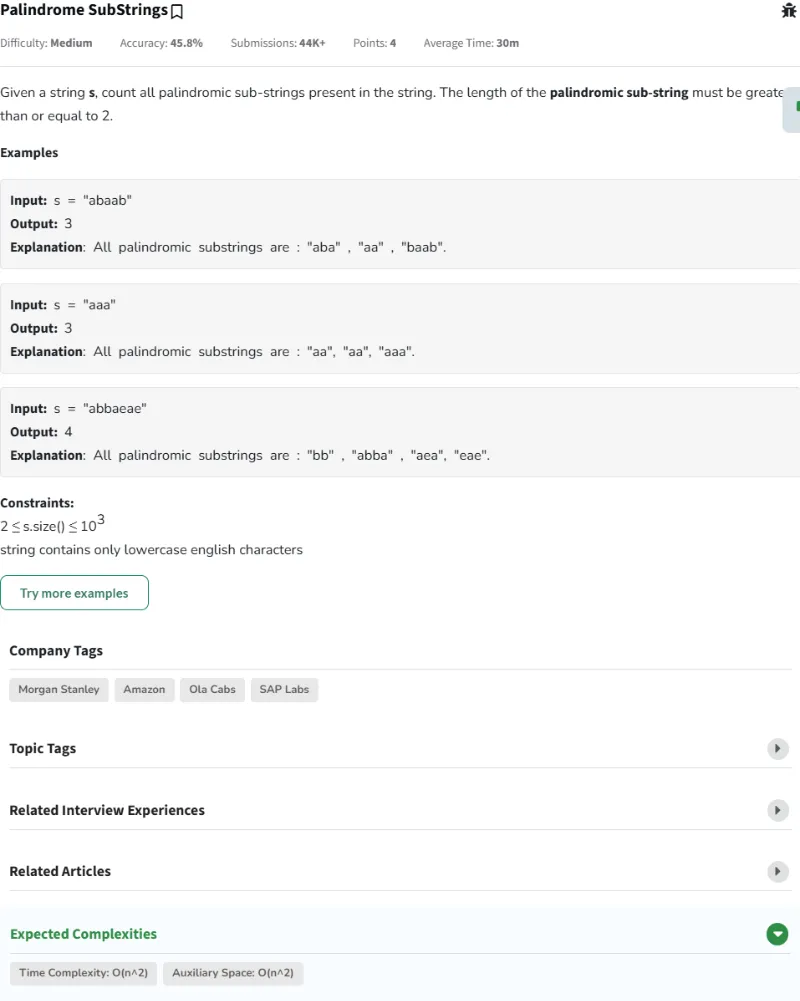 Palindrome SubStrings
Difficulty: Medium Accuracy: 45.8% Submissions: 44K+ Points: 4 Average Time: 30m
Given a string s, count all palindromic sub-strings present in the string. The length of the palindromic sub-string must be greate
than or equal to 2.
Examples
Input: s = "abaab"
Output: 3
Explanation: All palindromic substrings are : "aba" , "aa" , "baab".
Input: s = "aaa"
Output: 3
Explanation: All palindromic substrings are : "aa", "aa", "aaa".
Input: s = "abbaeae"
Output: 4
Explanation: All palindromic substrings are : "bb" , "abba" , "aea", "eae".
Constraints:
2 ≤ s.size() ≤ 10³
string contains only lowercase english characters
Try more examples
Company Tags
Morgan Stanley Amazon Ola Cabs SAP Labs
Topic Tags
Related Interview Experiences
Related Articles
Expected Complexities
Time Complexity: O(n^2) Auxiliary Space: O(n^2)